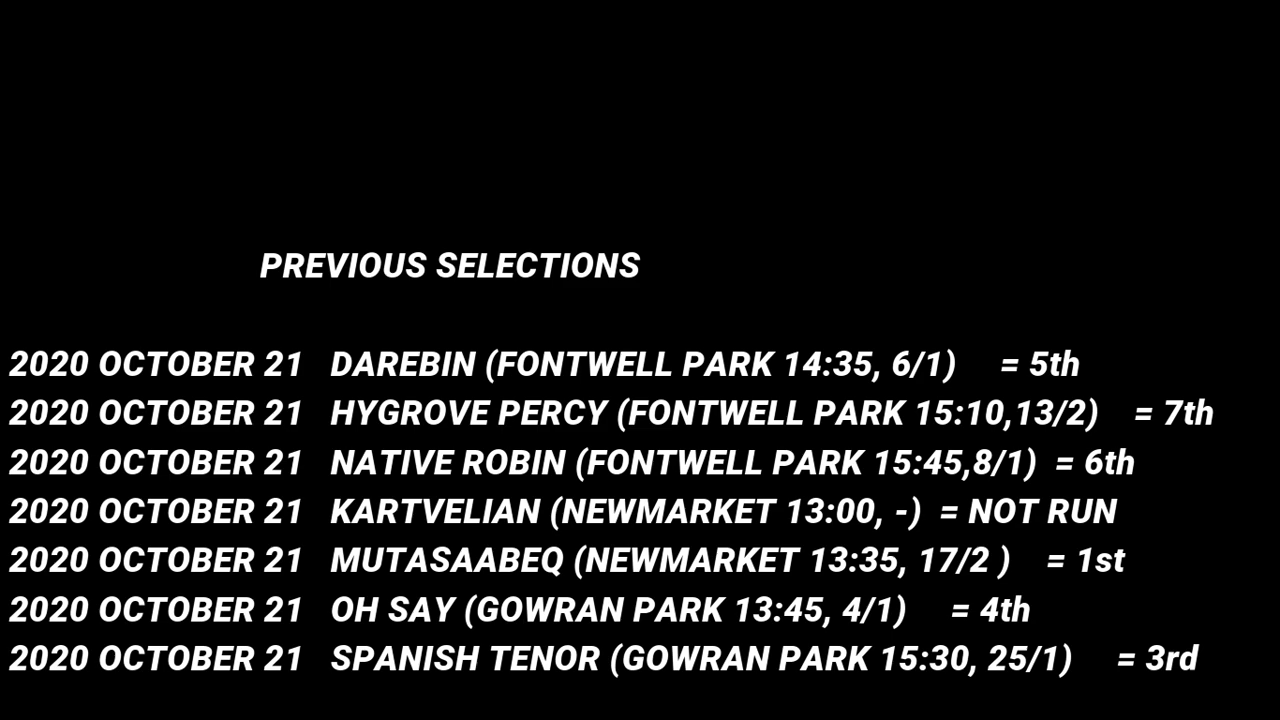 PREVIOUS SELECTIONS
2020 OCTOBER 21 DAREBIN (FONTWELL PARK 14:35, 6/1) = 5th
2020 OCTOBER 21 HYGROVE PERCY (FONTWELL PARK 15:10,13/2) = 7th
2020 OCTOBER 21 NATIVE ROBIN (FONTWELL PARK 15:45,8/1) = 6th
2020 OCTOBER 21 KARTVELIAN (NEWMARKET 13:00, -) = NOT RUN
2020 OCTOBER 21 MUTASAABEQ (NEWMARKET 13:35, 17/2 ) = 1st
2020 OCTOBER 21 OH SAY (GOWRAN PARK 13:45, 4/1) = 4th
2020 OCTOBER 21 SPANISH TENOR (GOWRAN PARK 15:30, 25/1) = 3rd